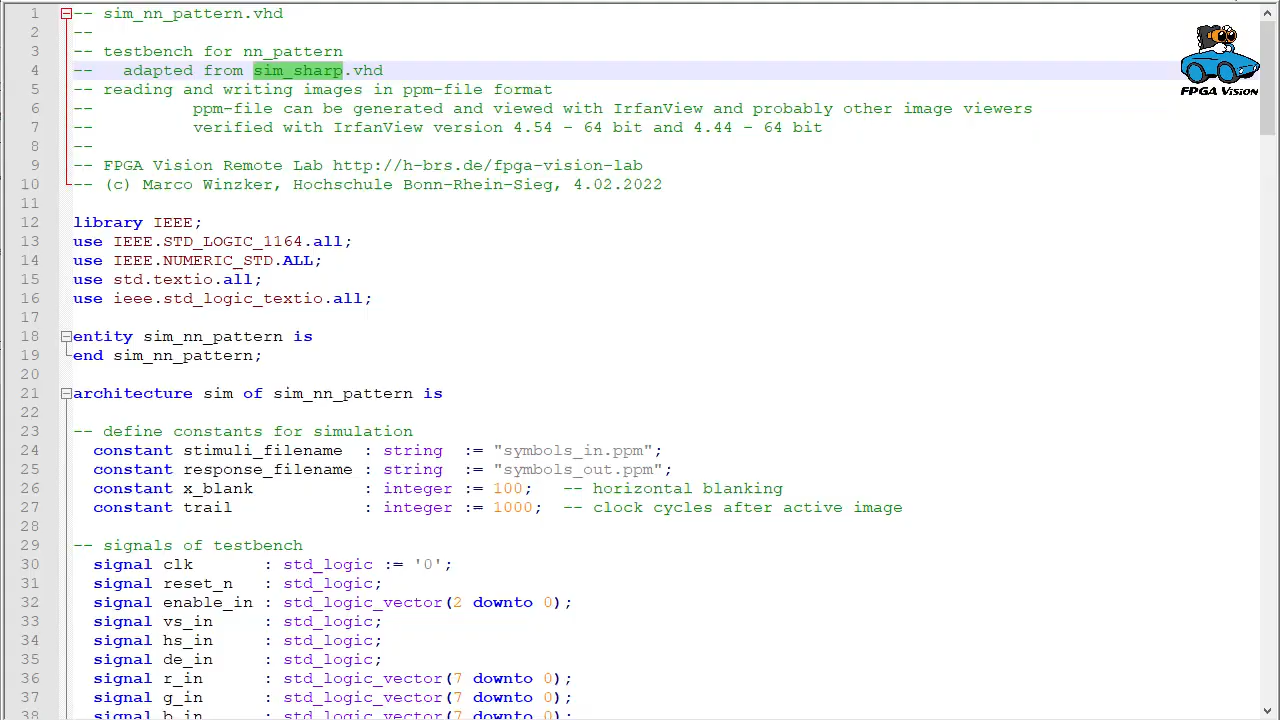 1 -- sim_nn_pattern.vhd
2 --
3 -- testbench for nn_pattern
4 --   adapted from sim_sharp.vhd
5 -- reading and writing images in ppm-file format
6 --          ppm-file can be generated and viewed with IrfanView and probably other image viewers
7 --          verified with IrfanView version 4.54 - 64 bit and 4.44 - 64 bit
8 --
9 -- FPGA Vision Remote Lab http://h-brs.de/fpga-vision-lab
10 -- (c) Marco Winzker, Hochschule Bonn-Rhein-Sieg, 4.02.2022
11
12 library IEEE;
13 use IEEE.STD_LOGIC_1164.all;
14 use IEEE.NUMERIC_STD.ALL;
15 use std.textio.all;
16 use ieee.std_logic_textio.all;
17
18 entity sim_nn_pattern is
19 end sim_nn_pattern;
20
21 architecture sim of sim_nn_pattern is
22
23 -- define constants for simulation
24   constant stimuli_filename  : string  := "symbols_in.ppm";
25   constant response_filename : string  := "symbols_out.ppm";
26   constant x_blank           : integer := 100;   -- horizontal blanking
27   constant trail             : integer := 1000;  -- clock cycles after active image
28
29 -- signals of testbench
30   signal clk       : std_logic := '0';
31   signal reset_n   : std_logic;
32   signal enable_in : std_logic_vector(2 downto 0);
33   signal vs_in     : std_logic;
34   signal hs_in     : std_logic;
35   signal de_in     : std_logic;
36   signal r_in      : std_logic_vector(7 downto 0);
37   signal g_in      : std_logic_vector(7 downto 0);
38   signal b_in      : std_logic_vector(7 downto 0);
FPGA Vision